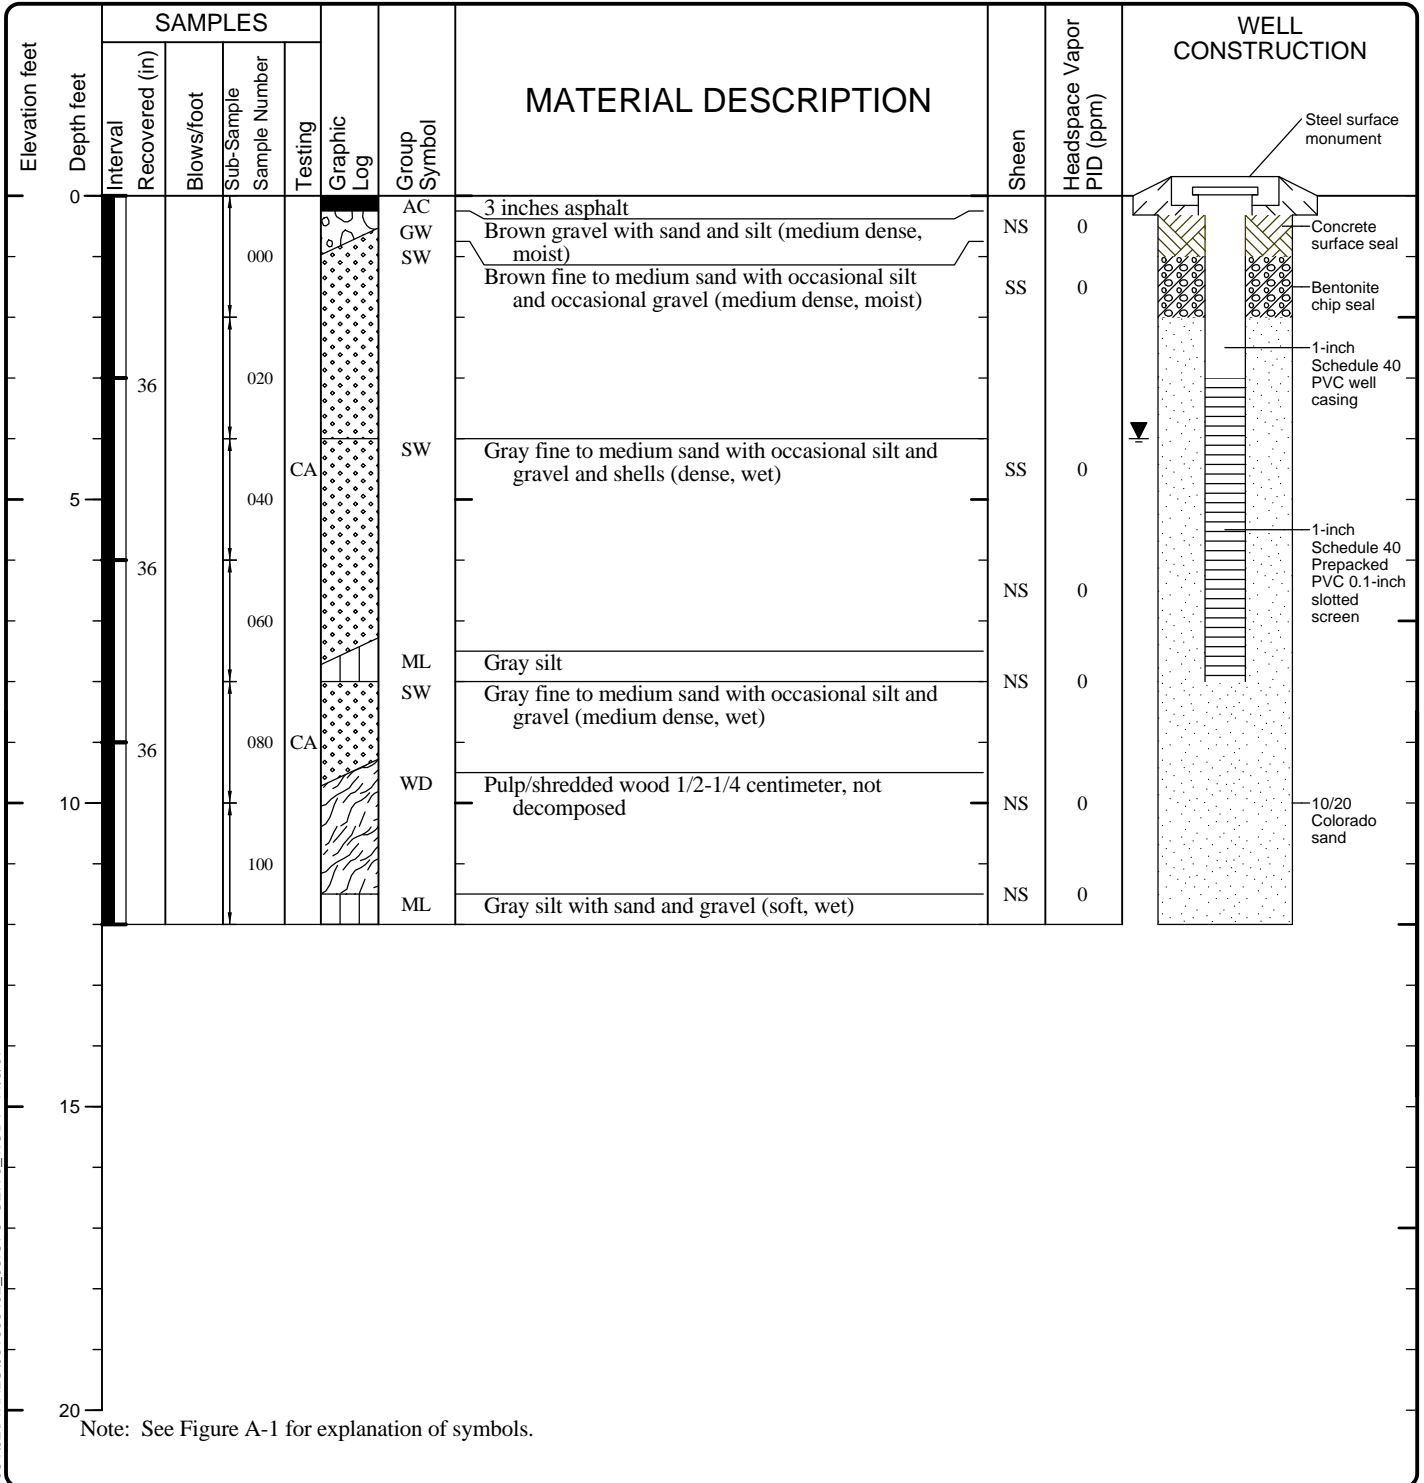 Elevation feet
Depth feet
SAMPLES
Interval
Recovered (in)
Blows/foot
Sub-Sample
Sample Number
Testing
Graphic
Log
Group
Symbol
MATERIAL DESCRIPTION
Sheen
Headspace Vapor
PID (ppm)
WELL
CONSTRUCTION
Steel surface
monument
0
AC
3 inches asphalt
GW
Brown gravel with sand and silt (medium dense,
moist)
NS
0
Concrete
surface seal
000
SW
Brown fine to medium sand with occasional silt
and occasional gravel (medium dense, moist)
SS
0
Bentonite
chip seal
1-inch
Schedule 40
PVC well
casing
36
020
SW
Gray fine to medium sand with occasional silt and
gravel and shells (dense, wet)
CA
SS
0
5
040
1-inch
Schedule 40
Prepacked
PVC 0.1-inch
slotted
screen
36
NS
0
060
ML
Gray silt
NS
0
SW
Gray fine to medium sand with occasional silt and
gravel (medium dense, wet)
36
080
CA
WD
Pulp/shredded wood 1/2-1/4 centimeter, not
decomposed
10
NS
0
10/20
Colorado
sand
100
NS
0
ML
Gray silt with sand and gravel (soft, wet)
15
20
Note: See Figure A-1 for explanation of symbols.